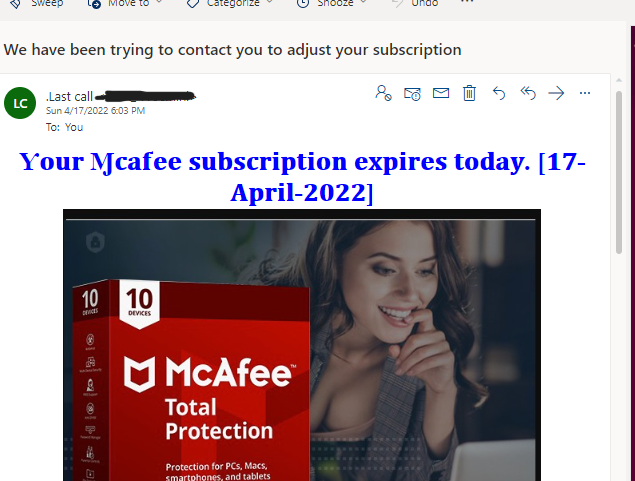 Sweep Move to Categorize Snooze Undo ...
We have been trying to contact you to adjust your subscription
LC
.Last call
Sun 4/17/2022 6:03 PM
To: You
Your Mcafee subscription expires today. [17-
April-2022]
10
DEVICES
10
DEVICES
McAfee™
Total
Protection
Protection for PCs, Macs,
smartphones, and tablets